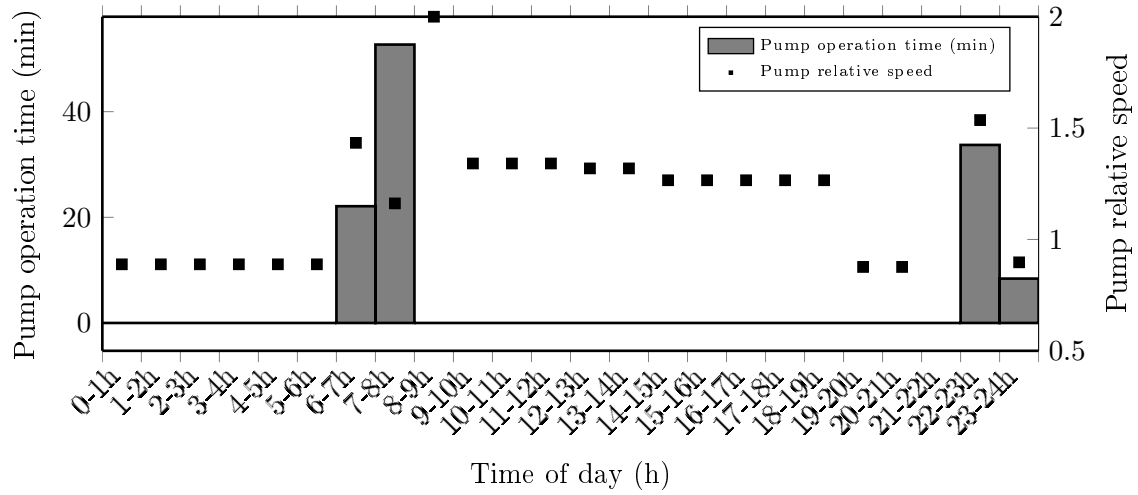 Pump operation time (min)
40
20
0
2
1.5
1
0.5
Pump relative speed
Pump operation time (min)
Pump relative speed
0-1h
1-2h
2-3h
3-4h
4-5h
5-6h
6-7h
7-8h
8-9h
9-10h
10-11h
11-12h
12-13h
13-14h
14-15h
15-16h
16-17h
17-18h
18-19h
19-20h
20-21h
21-22h
22-23h
23-24h
Time of day (h)